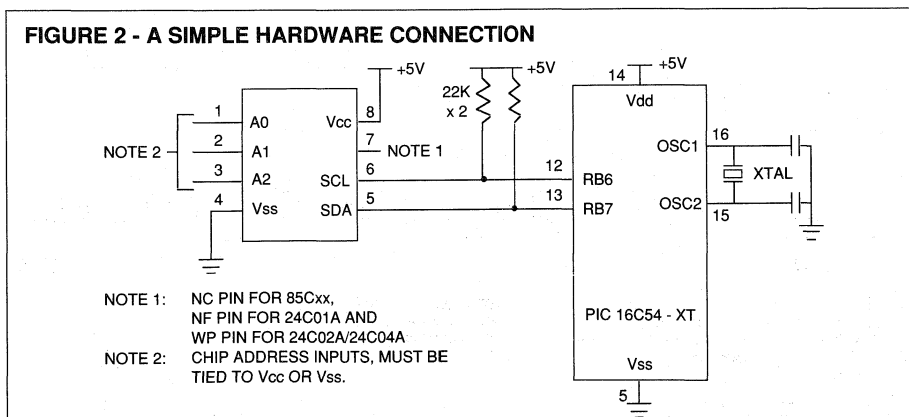 FIGURE 2 - A SIMPLE HARDWARE CONNECTION
+5V
+5V
+5V
14
22K
x 2
Vdd
1
A0
Vcc
8
16
OSC1
NOTE 2
2
A1
7
NOTE 1
3
A2
SCL
6
12
RB6
XTAL
4
Vss
SDA
5
13
RB7
OSC2
15
NOTE 1: NC PIN FOR 85Cxx,
NF PIN FOR 24C01A AND
WP PIN FOR 24C02A/24C04A
NOTE 2: CHIP ADDRESS INPUTS, MUST BE
TIED TO Vcc OR Vss.
PIC 16C54 - XT
Vss
5